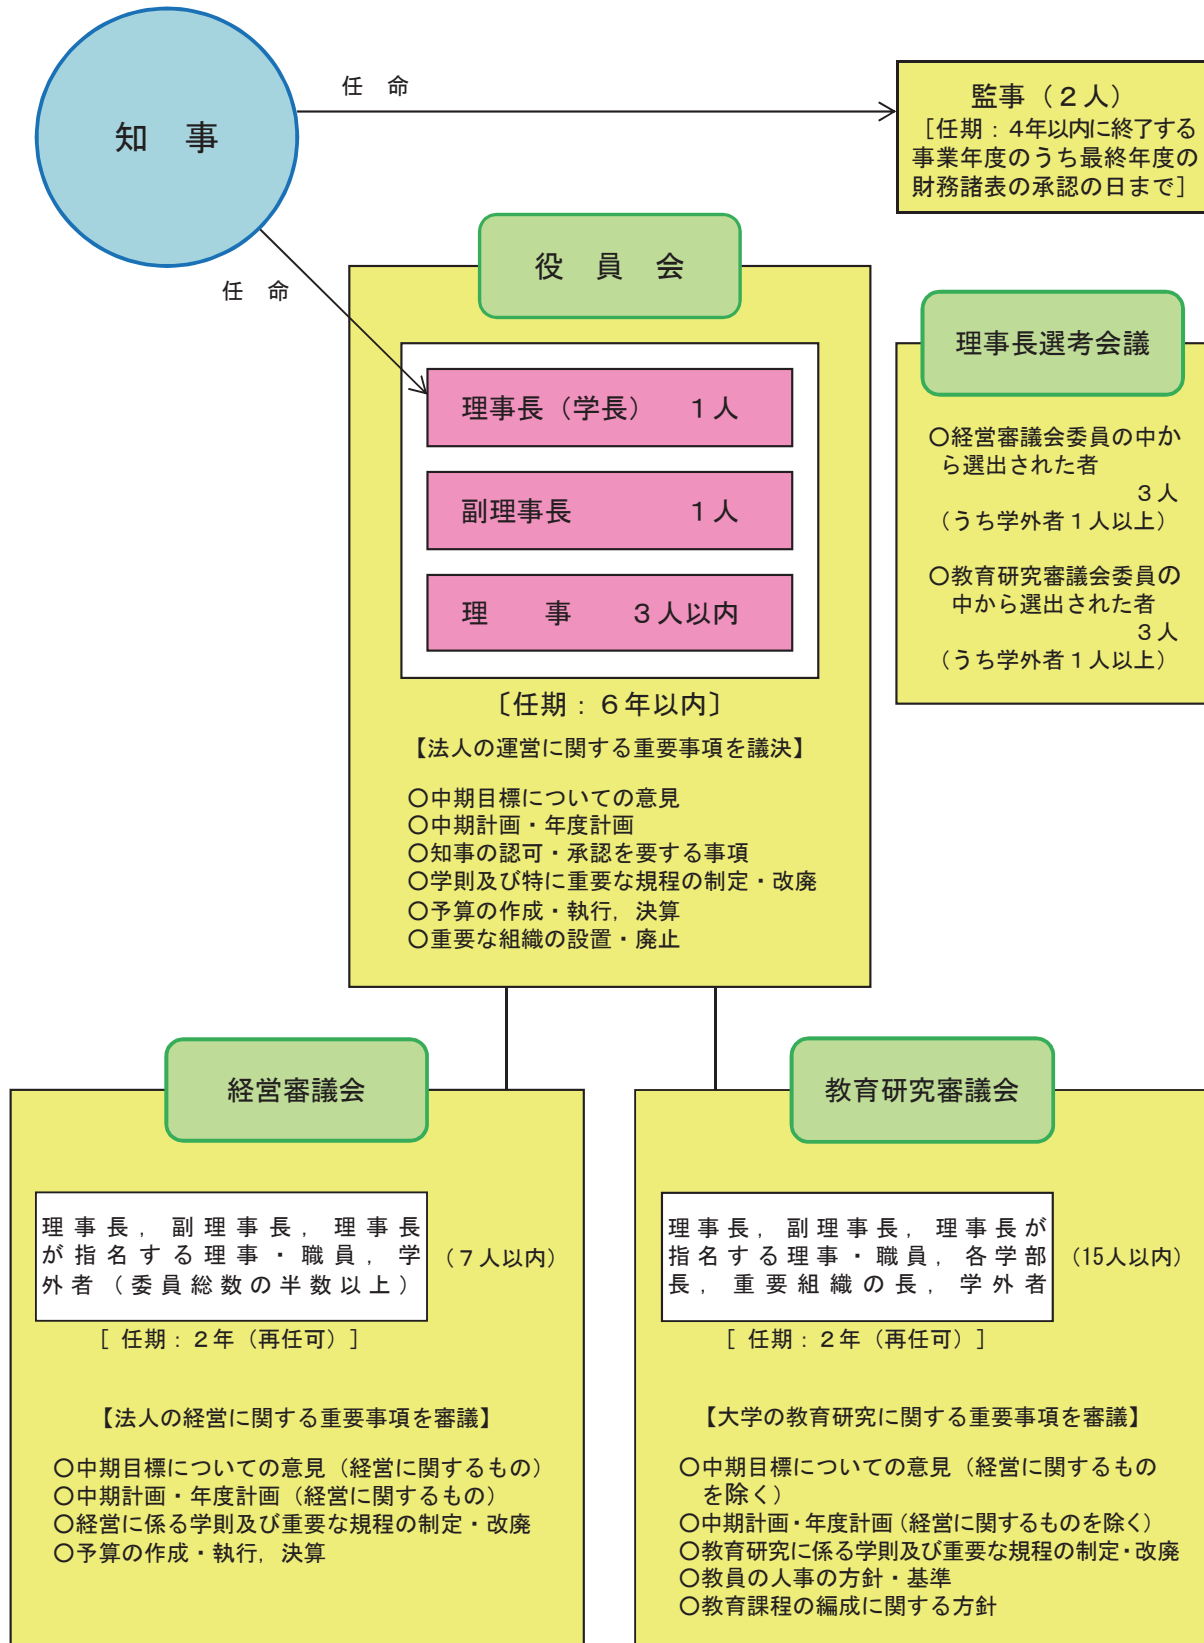 知　事
任　命
監事（２人）
［任期：４年以内に終了する
事業年度のうち最終年度の
財務諸表の承認の日まで］
任　命
役　員　会
理事長（学長）　１人
副理事長　１人
理　事　３人以内
〔任期：６年以内〕
【法人の運営に関する重要事項を議決】
○中期目標についての意見
○中期計画・年度計画
○知事の認可・承認を要する事項
○学則及び特に重要な規程の制定・改廃
○予算の作成・執行，決算
○重要な組織の設置・廃止
理事長選考会議
○経営審議会委員の中か
ら選出された者
３人
（うち学外者１人以上）
○教育研究審議会委員の
中から選出された者
３人
（うち学外者１人以上）
経営審議会
理事長，副理事長，理事長
が指名する理事・職員，学
外者（委員総数の半数以上）
（７人以内）
［任期：２年（再任可）］
【法人の経営に関する重要事項を審議】
○中期目標についての意見（経営に関するもの）
○中期計画・年度計画（経営に関するもの）
○経営に係る学則及び重要な規程の制定・改廃
○予算の作成・執行，決算
教育研究審議会
理事長，副理事長，理事長が
指名する理事・職員，各学部
長，重要組織の長，学外者
（15人以内）
［任期：２年（再任可）］
【大学の教育研究に関する重要事項を審議】
○中期目標についての意見（経営に関するもの
を除く）
○中期計画・年度計画（経営に関するものを除く）
○教育研究に係る学則及び重要な規程の制定・改廃
○教員の人事の方針・基準
○教育課程の編成に関する方針